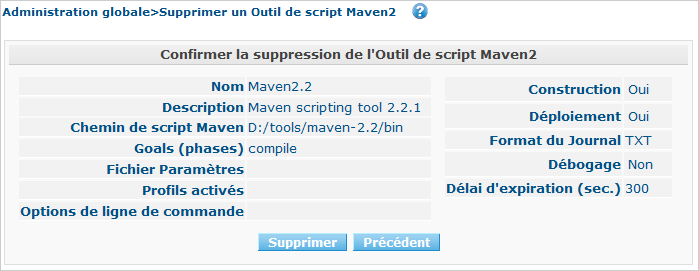 Administration globale>Supprimer un Outil de script Maven2 ?
Confirmer la suppression de l'Outil de script Maven2
Nom Maven2.2
Description Maven scripting tool 2.2.1
Chemin de script Maven D:/tools/maven-2.2/bin
Goals (phases) compile
Fichier Paramètres
Profils activés
Options de ligne de commande
Construction Oui
Déploiement Oui
Format du Journal TXT
Débogage Non
Délai d'expiration (sec.) 300
Supprimer Précédent